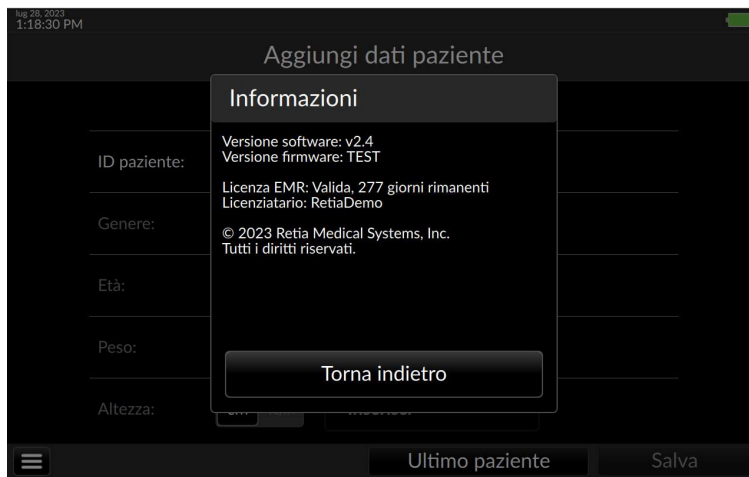 lug 28, 2023
1:18:30 PM
Aggiungi dati paziente
Informazioni
Versione software: v2.4
Versione firmware: TEST
Licenza EMR: Valida, 277 giorni rimanenti
Licenziatario: RetiaDemo
© 2023 Retia Medical Systems, Inc.
Tutti i diritti riservati.
Torna indietro
ID paziente:
Genere:
Età:
Peso:
Altezza:
Ultimo paziente
Salva